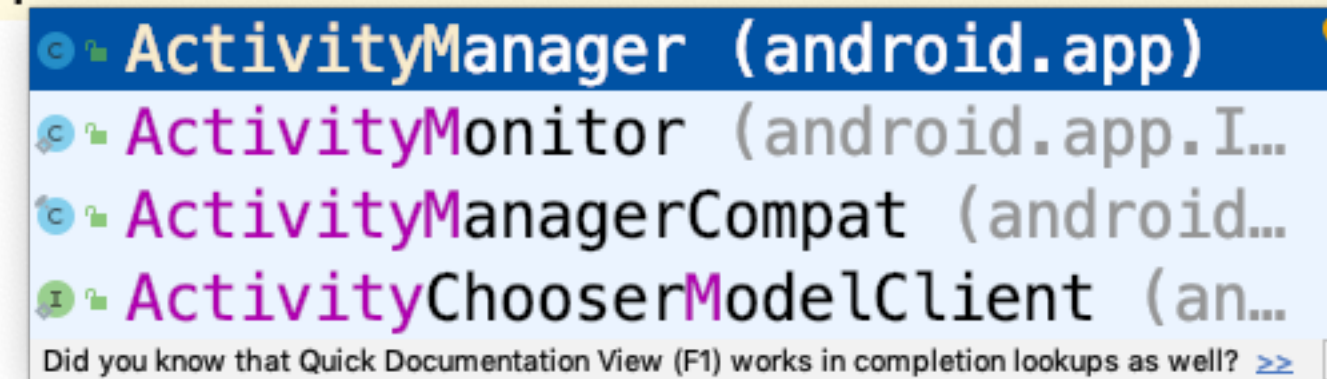 C ActivityManager (android.app)
C ActivityMonitor (android.app.I…
C ActivityManagerCompat (android…
I ActivityChooserModelClient (an…
Did you know that Quick Documentation View (F1) works in completion lookups as well? >>